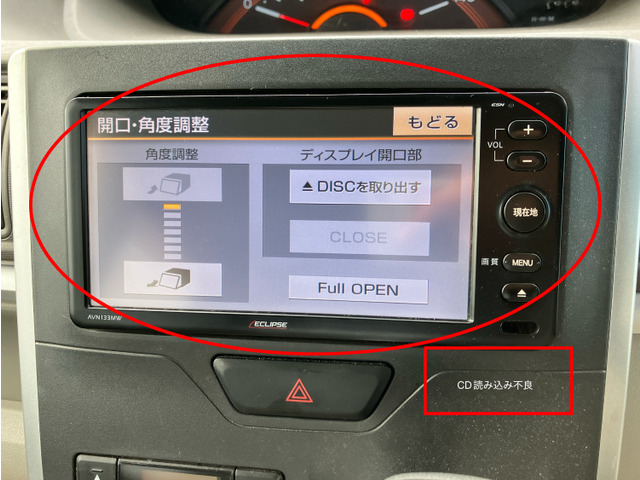 ESN
開口・角度調整
もどる
VOL
角度調整
ディスプレイ開口部
▲DISCを取り出す
現在地
CLOSE
画質
MENU
Full OPEN
AVN133MW
ECLIPSE
CD読み込み不良